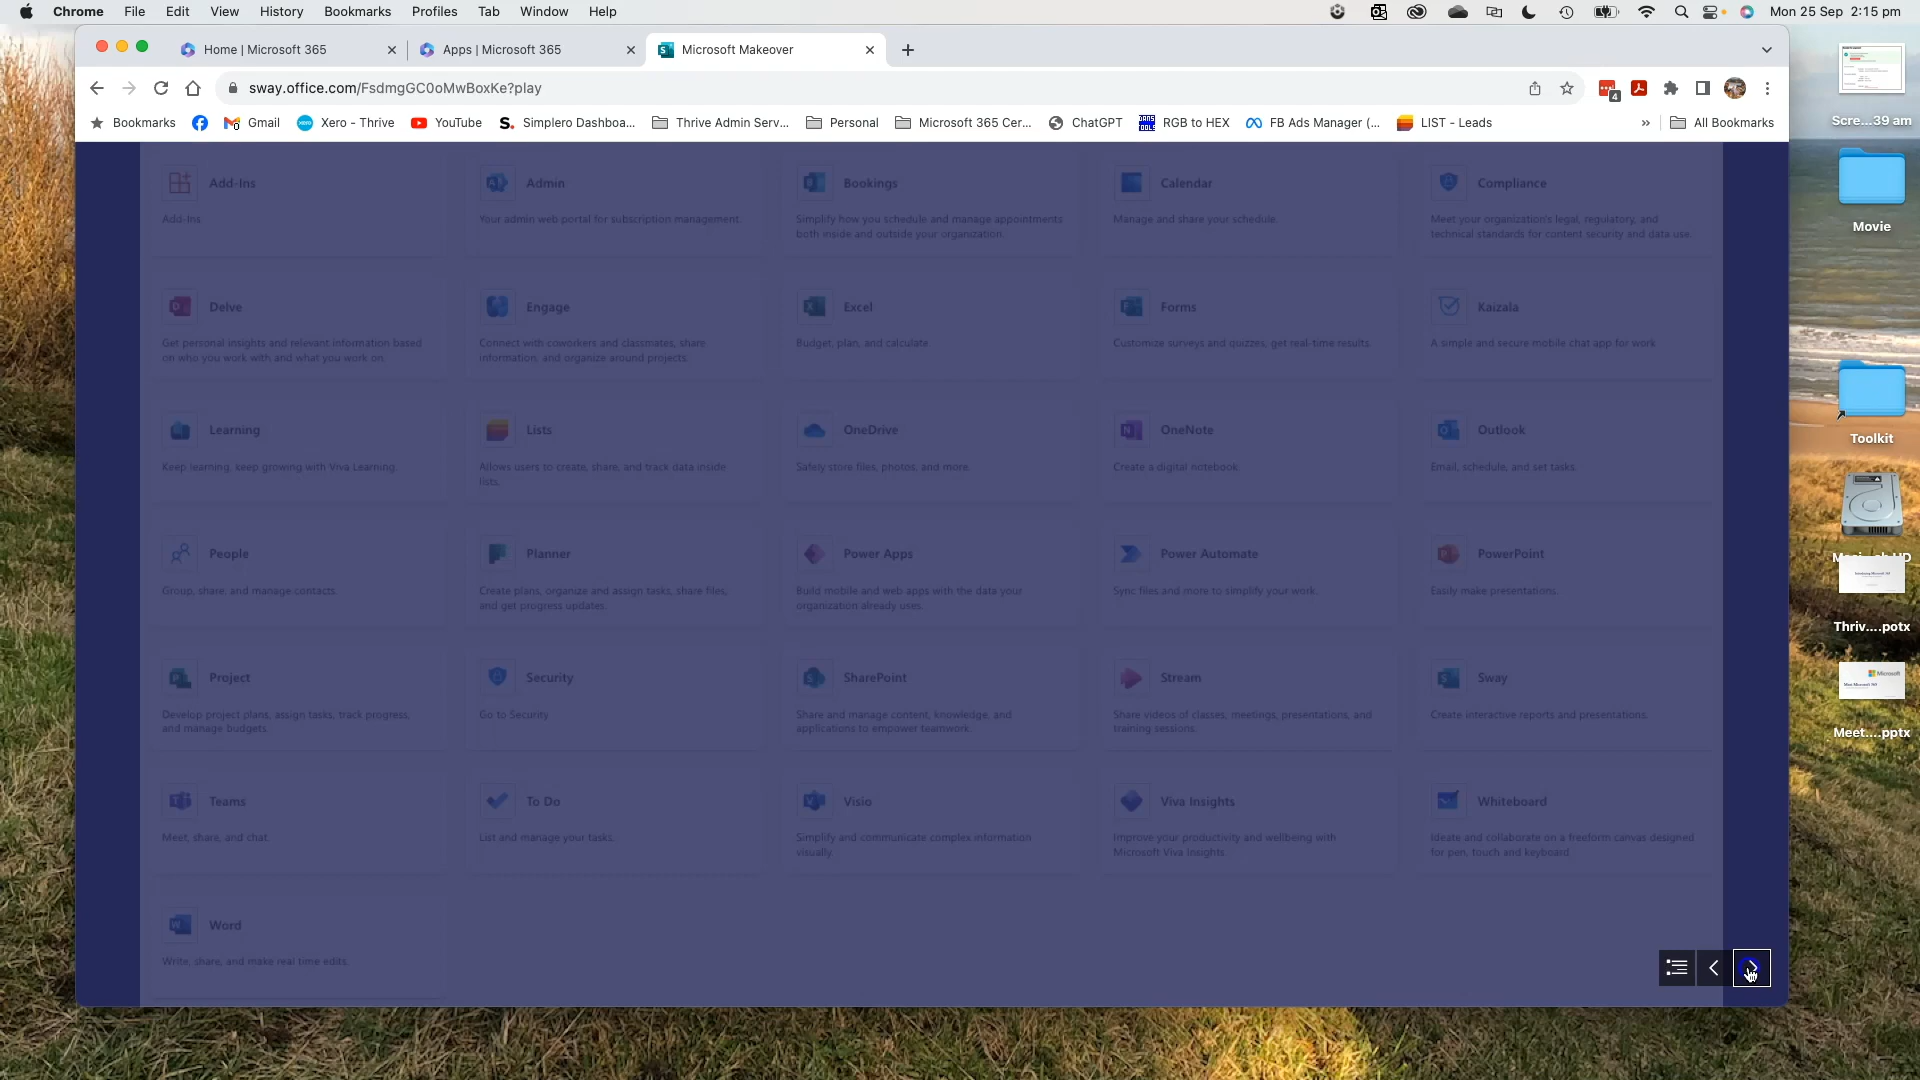 Chrome File Edit View History Bookmarks Profiles Tab Window Help Mon 25 Sep 2:15 pm
Home | Microsoft 365 Apps | Microsoft 365 Microsoft Makeover
sway.office.com/FsdmgGC0oMwBoxKe?play 4
Bookmarks Gmail Xero - Thrive YouTube Simplero Dashboa... Thrive Admin Serv... Personal Microsoft 365 Cer... ChatGPT RGB to HEX FB Ads Manager (... LIST - Leads » All Bookmarks
Scre...39 am
Movie
Toolkit
Thriv....potx
Meet....pptx
Add-Ins Admin Bookings Calendar Compliance
Add-Ins Your admin web portal for subscription management. Simplify how you schedule and manage appointments Manage and share your schedule. Meet your organization's legal, regulatory, and
both inside and outside your organization. technical standards for content security and data use.
Delve Engage Excel Forms Kaizala
Get personal insights and relevant information based Connect with coworkers and classmates, share Budget, plan, and calculate Customize surveys and quizzes, get real-time results. A simple and secure mobile chat app for work
on who you work with and what you work on. information, and organize around projects.
Learning Lists OneDrive OneNote Outlook
Keep learning, keep growing with Viva Learning. Allows users to create, share, and track data inside Safely store files, photos, and more. Create a digital notebook. Email, schedule, and set tasks.
lists.
People Planner Power Apps Power Automate PowerPoint
Group, share, and manage contacts. Create plans, organize and assign tasks, share files, Build mobile and web apps with the data your Sync files and more to simplify your work. Easily make presentations.
and get progress updates. organization already uses.
Project Security SharePoint Stream Sway
Develop project plans, assign tasks, track progress, Go to Security Share and manage content, knowledge, and Share videos of classes, meetings, presentations, and Create interactive reports and presentations.
and manage budgets. applications to empower teamwork. training sessions.
Teams To Do Visio Viva Insights Whiteboard
Meet, share, and chat. List and manage your tasks. Simplify and communicate complex information Improve your productivity and wellbeing with Ideate and collaborate on a freeform canvas designed
visually. Microsoft Viva Insights for pen, touch and keyboard
Word
Write, share, and make real time edits.